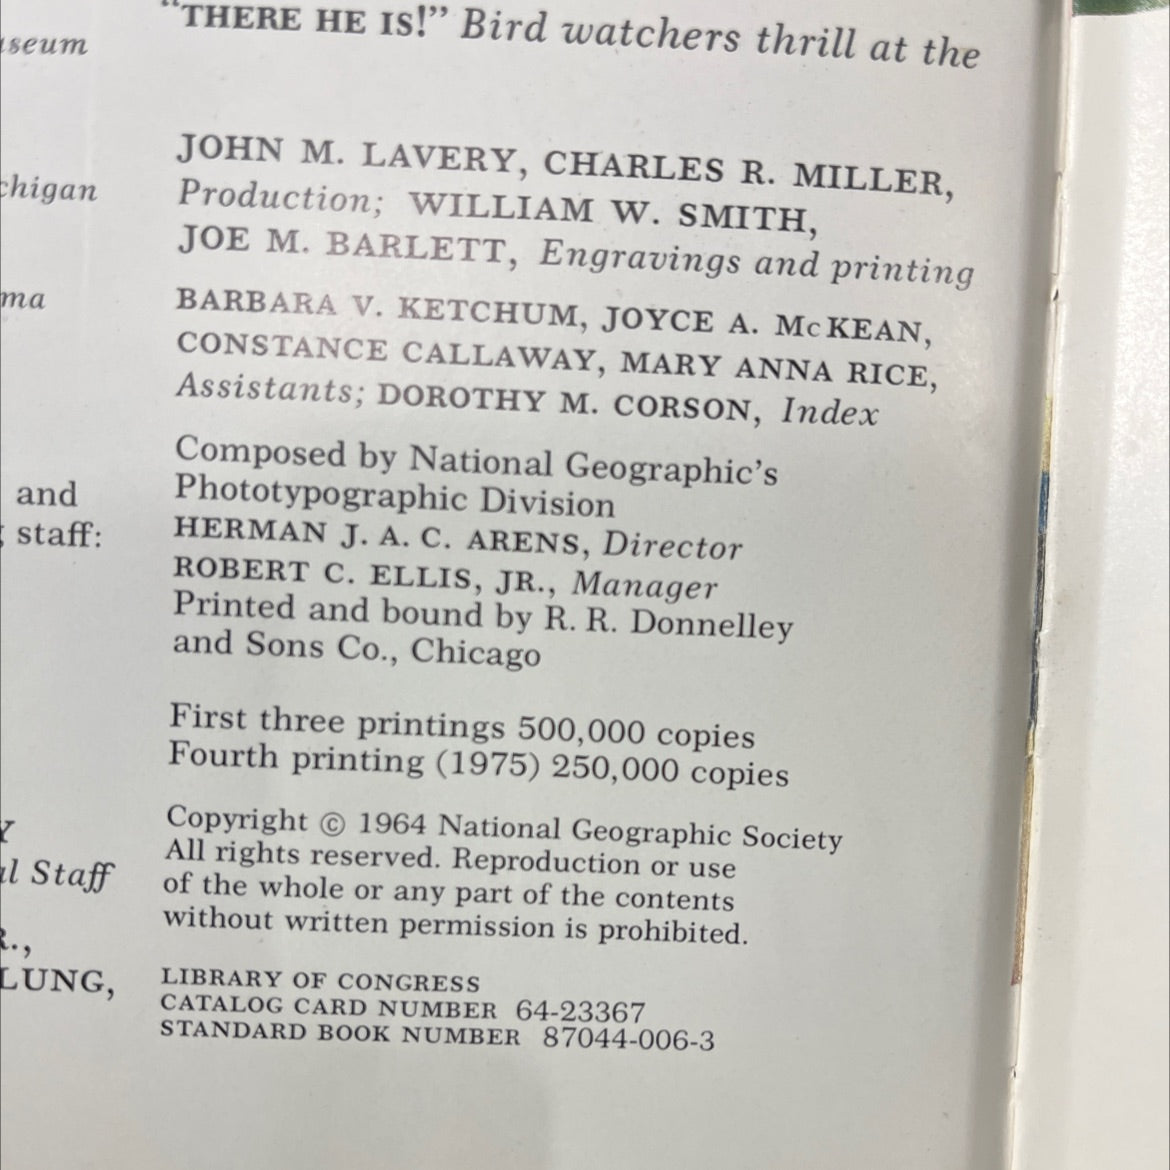 "THERE HE IS!" Bird watchers thrill at the
JOHN M. LAVERY, CHARLES R. MILLER,
Production; WILLIAM W. SMITH,
JOE M. BARLETT, Engravings and printing
BARBARA V. KETCHUM, JOYCE A. McKEAN,
CONSTANCE CALLAWAY, MARY ANNA RICE,
Assistants; DOROTHY M. CORSON, Index
Composed by National Geographic's
Phototypographic Division
HERMAN J. A. C. ARENS, Director
ROBERT C. ELLIS, JR., Manager
Printed and bound by R. R. Donnelley
and Sons Co., Chicago
First three printings 500,000 copies
Fourth printing (1975) 250,000 copies
Copyright © 1964 National Geographic Society
All rights reserved. Reproduction or use
of the whole or any part of the contents
without written permission is prohibited.
LIBRARY OF CONGRESS
CATALOG CARD NUMBER 64-23367
STANDARD BOOK NUMBER 87044-006-3
and
staff:
Staff